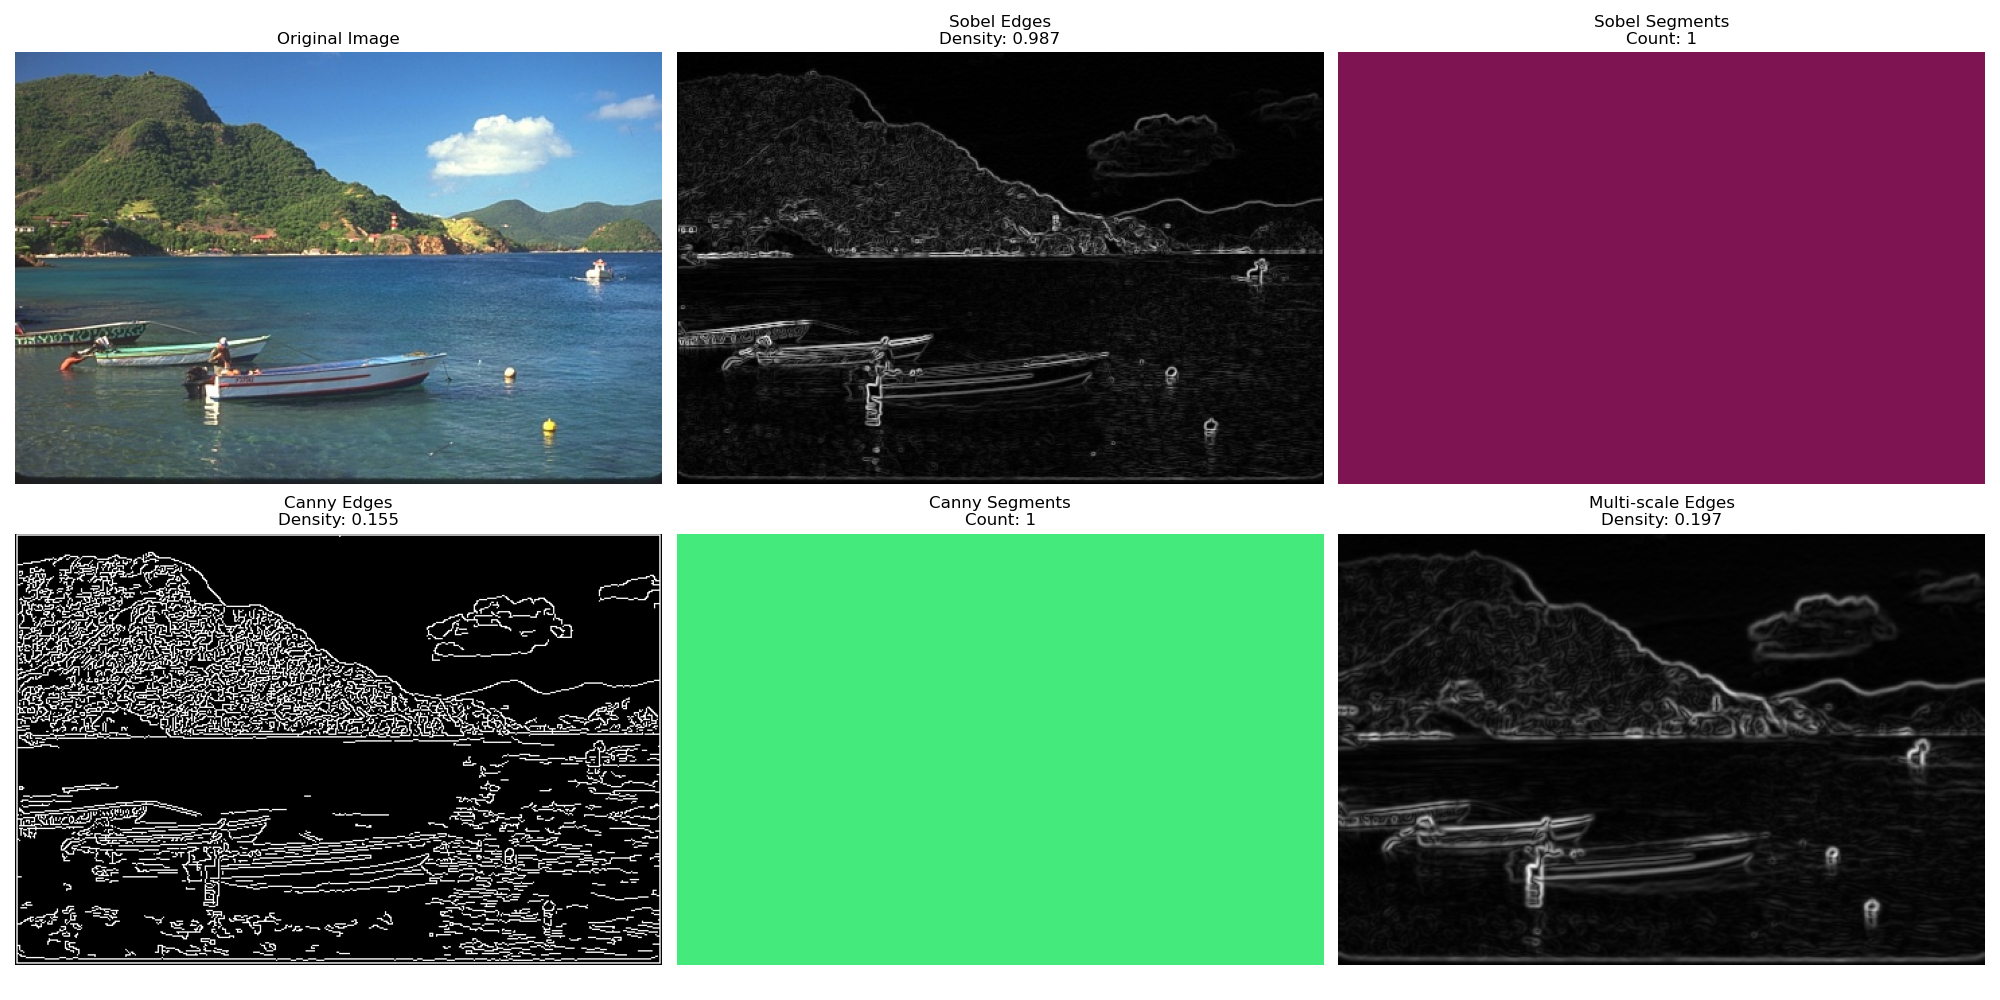 Original Image
Sobel Edges
Density: 0.987
Sobel Segments
Count: 1
Canny Edges
Density: 0.155
Canny Segments
Count: 1
Multi-scale Edges
Density: 0.197